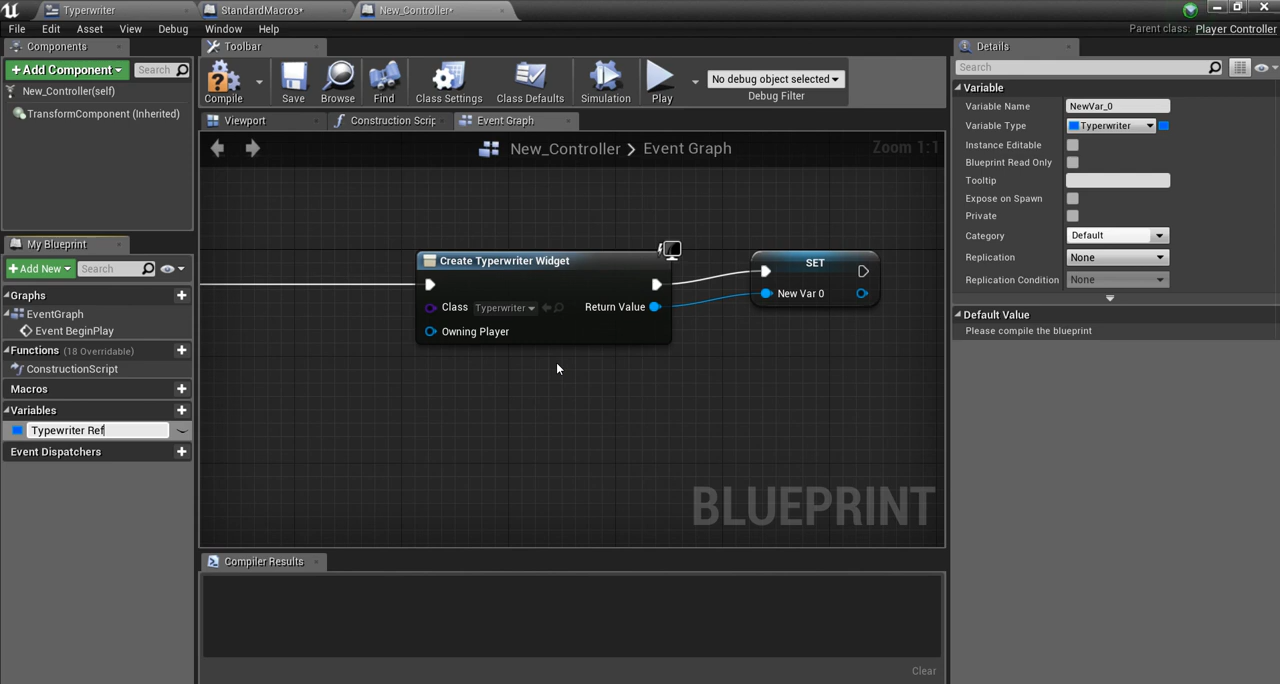 Typewriter
StandardMacros*
New_Controller*
File Edit Asset View Debug Window Help
Parent class: Player Controller
Components
+Add Component
Search
New_Controller(self)
TransformComponent (Inherited)
Toolbar
Compile
Save
Browse
Find
Class Settings
Class Defaults
Simulation
Play
No debug object selected
Debug Filter
Viewport
Construction Scrip
Event Graph
New_Controller > Event Graph
Zoom 1:1
Create Typerwriter Widget
Class Typerwriter
Return Value
Owning Player
SET
New Var 0
BLUEPRINT
My Blueprint
+Add New
Search
Graphs
EventGraph
Event BeginPlay
Functions (18 Overridable)
ConstructionScript
Macros
Variables
Typewriter Ref
Event Dispatchers
Compiler Results
Clear
Details
Search
Variable
Variable Name NewVar_0
Variable Type Typerwriter
Instance Editable
Blueprint Read Only
Tooltip
Expose on Spawn
Private
Category Default
Replication None
Replication Condition None
Default Value
Please compile the blueprint